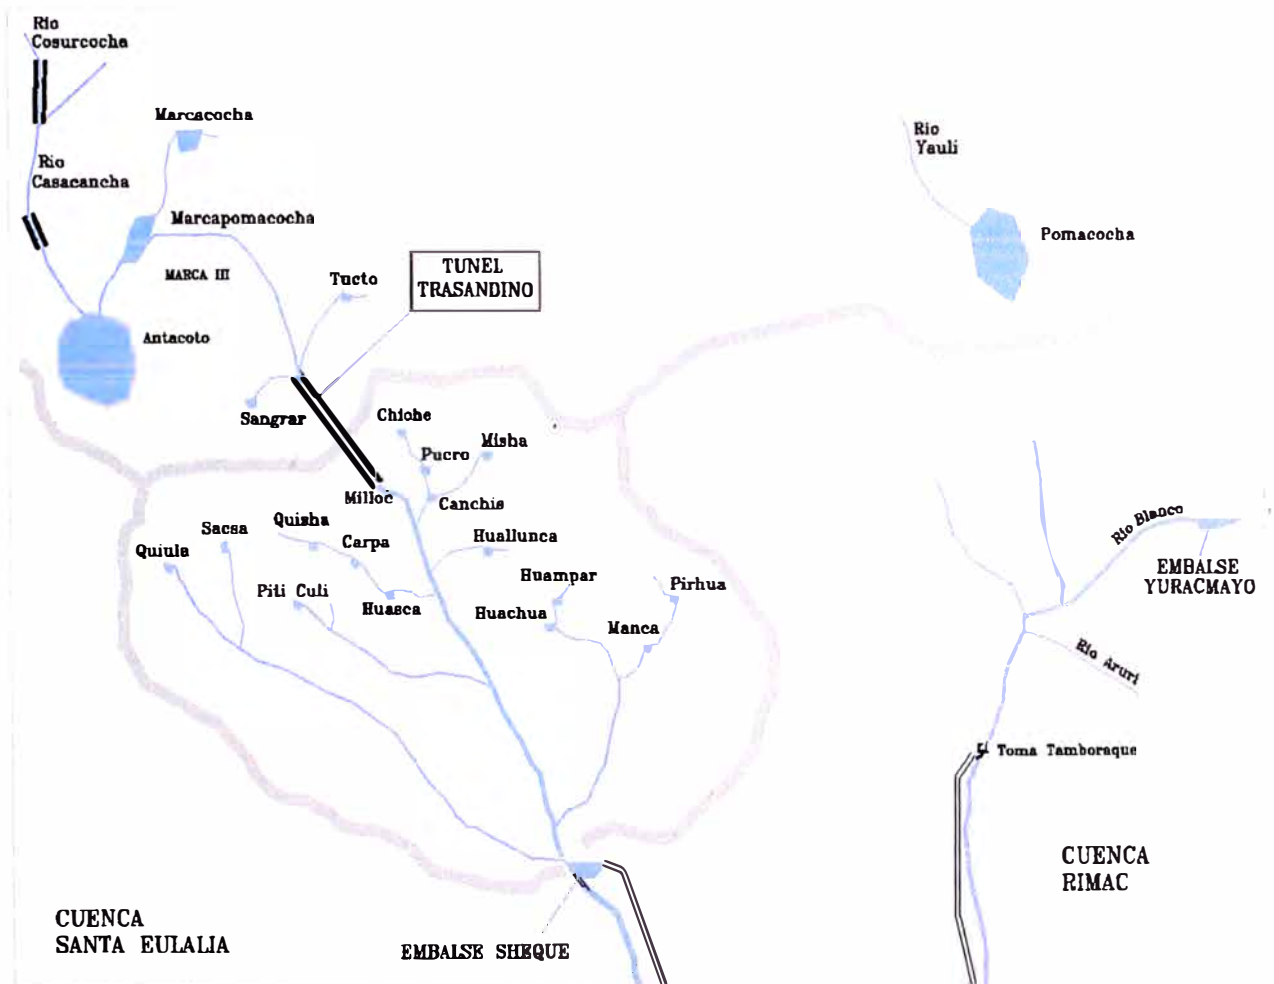 Rio
Cosurcocha
Marcacocha
Rio
Yauli
Rio
Casacancha
Marcapomacocha
Pomacocha
MARCA III
TUNEL
TRASANDINO
Tucto
Antacoto
Sangrar
Chiche
Misha
Pucro
Milloc
Canchis
Rio Blanco
Quisha
Sacsa
Carpa
Huallunca
Quiula
EMBALSE
YURACMAYO
Huampar
Pirhua
Piti Culi
Huasca
Huachua
Manca
Rio Aruri
Toma Tamboraque
CUENCA
RIMAC
CUENCA
SANTA EULALIA
EMBALSE SHEQUE